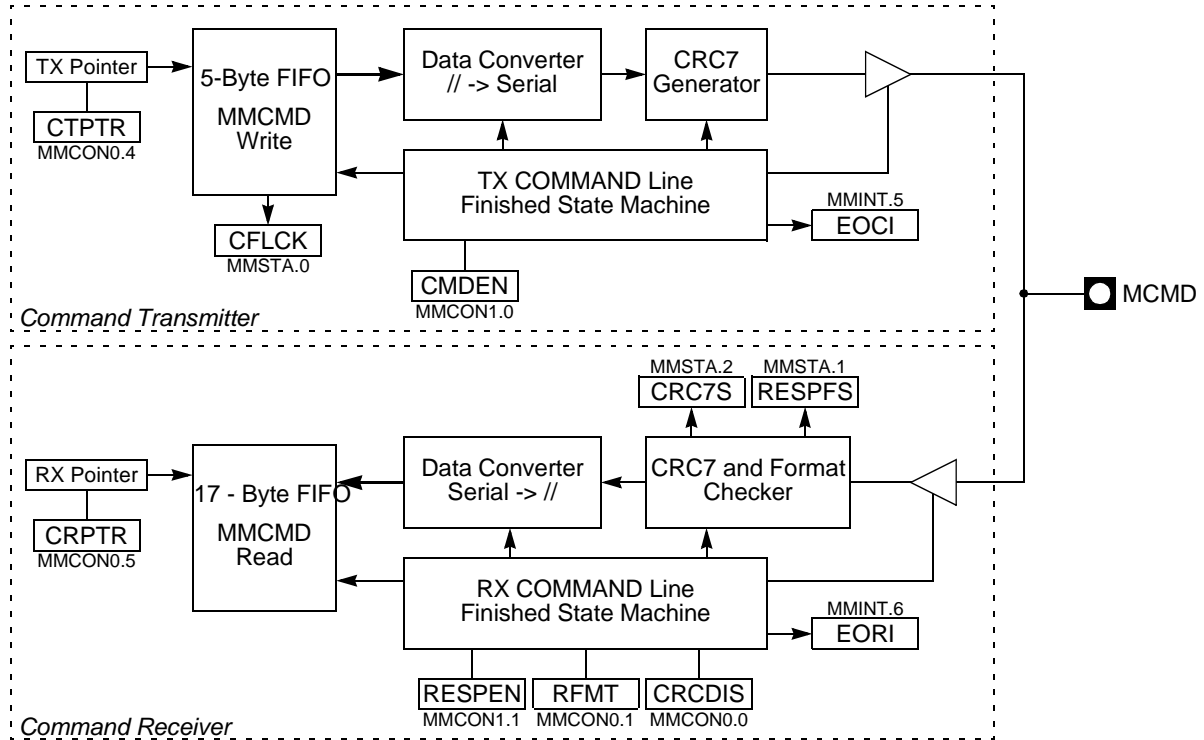 TX Pointer
CTPTR
MMCON0.4
5-Byte FIFO
MMCMD
Write
CFLCK
MMSTA.0
Data Converter
// -> Serial
CRC7
Generator
TX COMMAND Line
Finished State Machine
CMDEN
MMCON1.0
MMINT.5
EOCI
Command Transmitter
MCMD
RX Pointer
CRPTR
MMCON0.5
17 - Byte FIFO
MMCMD
Read
Data Converter
Serial -> //
MMSTA.2
CRC7S
MMSTA.1
RESPFS
CRC7 and Format
Checker
RX COMMAND Line
Finished State Machine
MMINT.6
EORI
RESPEN
MMCON1.1
RFMT
MMCON0.1
CRCDIS
MMCON0.0
Command Receiver